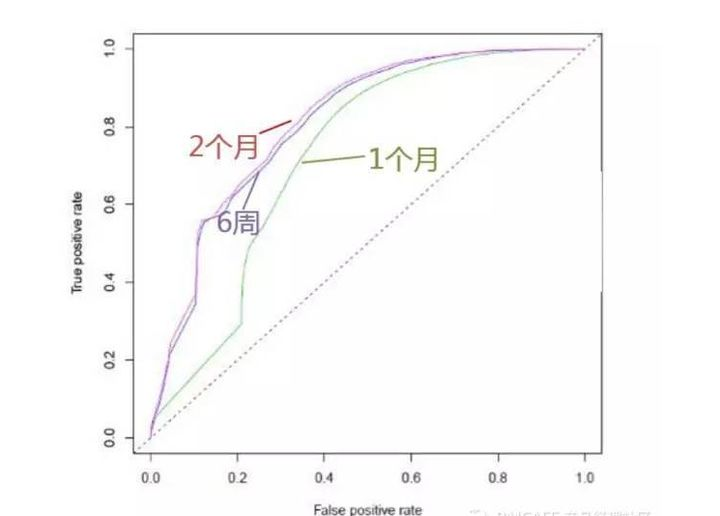 1.0
0.8
0.6
0.4
0.2
0.0
True positive rate
2个月
1个月
6周
0.0 0.2 0.4 0.6 0.8 1.0
False positive rate